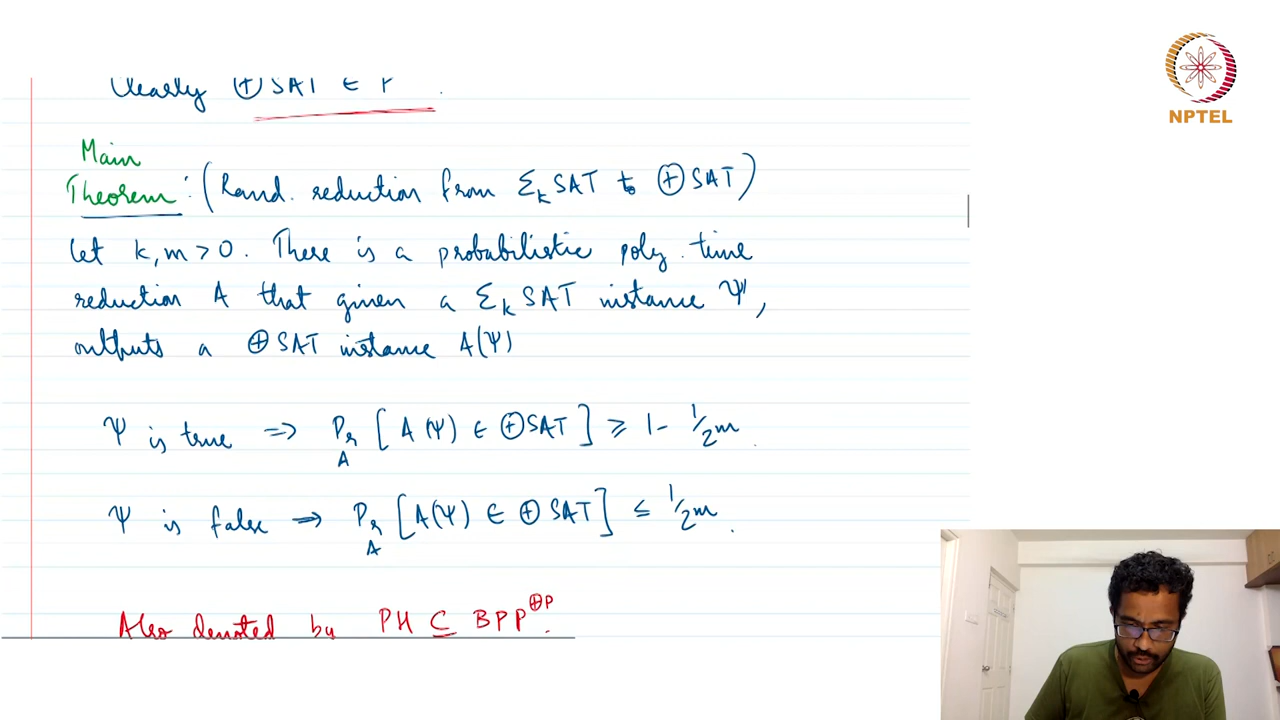 Clearly ⊕SAT ∈ P.
NPTEL
Main
Theorem: (Rand. reduction from Σ_k SAT to ⊕SAT)
Let k, m > 0. There is a probabilistic poly. time
reduction A that given a Σ_k SAT instance Ψ,
outputs a ⊕SAT instance A(Ψ)
Ψ is true ⇒ Pr_A [A(Ψ) ∈ ⊕SAT] ≥ 1 - 1/2m.
Ψ is false ⇒ Pr_A [A(Ψ) ∈ ⊕SAT] ≤ 1/2m.
Also denoted by PH ⊆ BPP^⊕P.